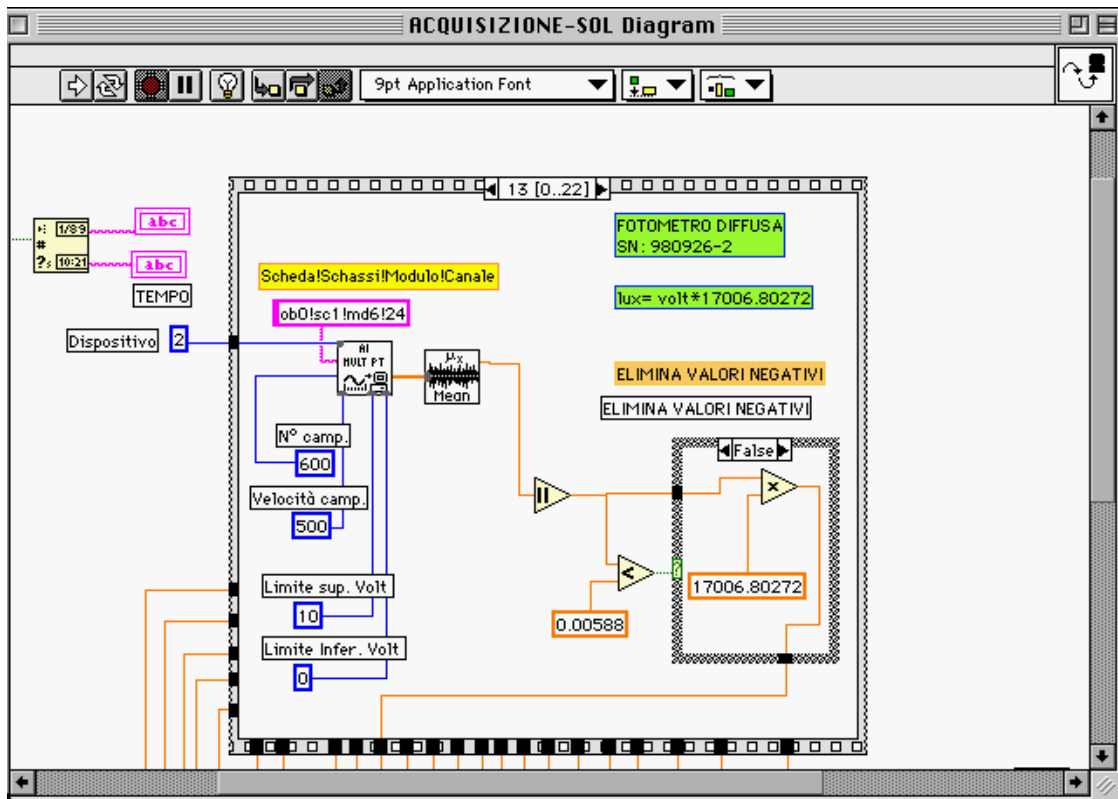 ACQUISIZIONE-SOL Diagram
9pt Application Font
13 [0..22]
1/89
#
10:21
abc
abc
TEMPO
FOTOMETRO DIFFUSA
SN: 980926-2
Scheda!Schassi!Modulo!Canale
lux= volt*17006.80272
ob0!sc1!md6!24
Dispositivo
2
AI
MULT PT
μx
Mean
ELIMINA VALORI NEGATIVI
ELIMINA VALORI NEGATIVI
N° camp.
600
False
x
Velocità camp.
500
<
?
17006.80272
Limite sup. Volt
10
0.00588
Limite Infer. Volt
0